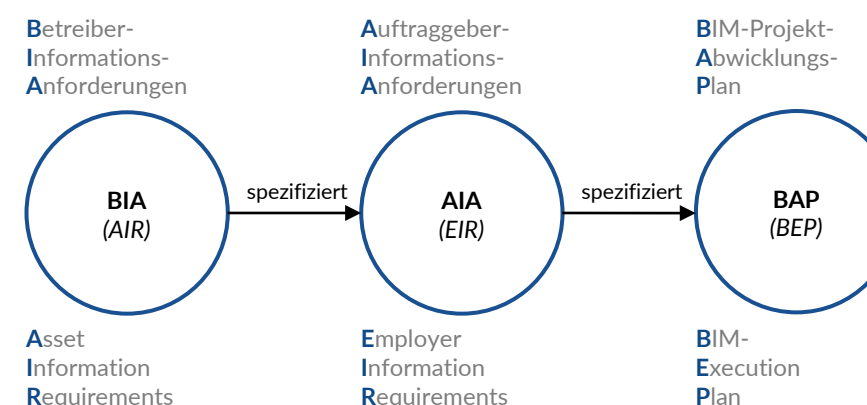 Betreiber-
Informations-
Anforderungen
Auftraggeber-
Informations-
Anforderungen
BIM-Projekt-
Abwicklungs-
Plan
BIA
(AIR)
spezifiziert
AIA
(EIR)
spezifiziert
BAP
(BEP)
Asset
Information
Requirements
Employer
Information
Requirements
BIM-
Execution
Plan